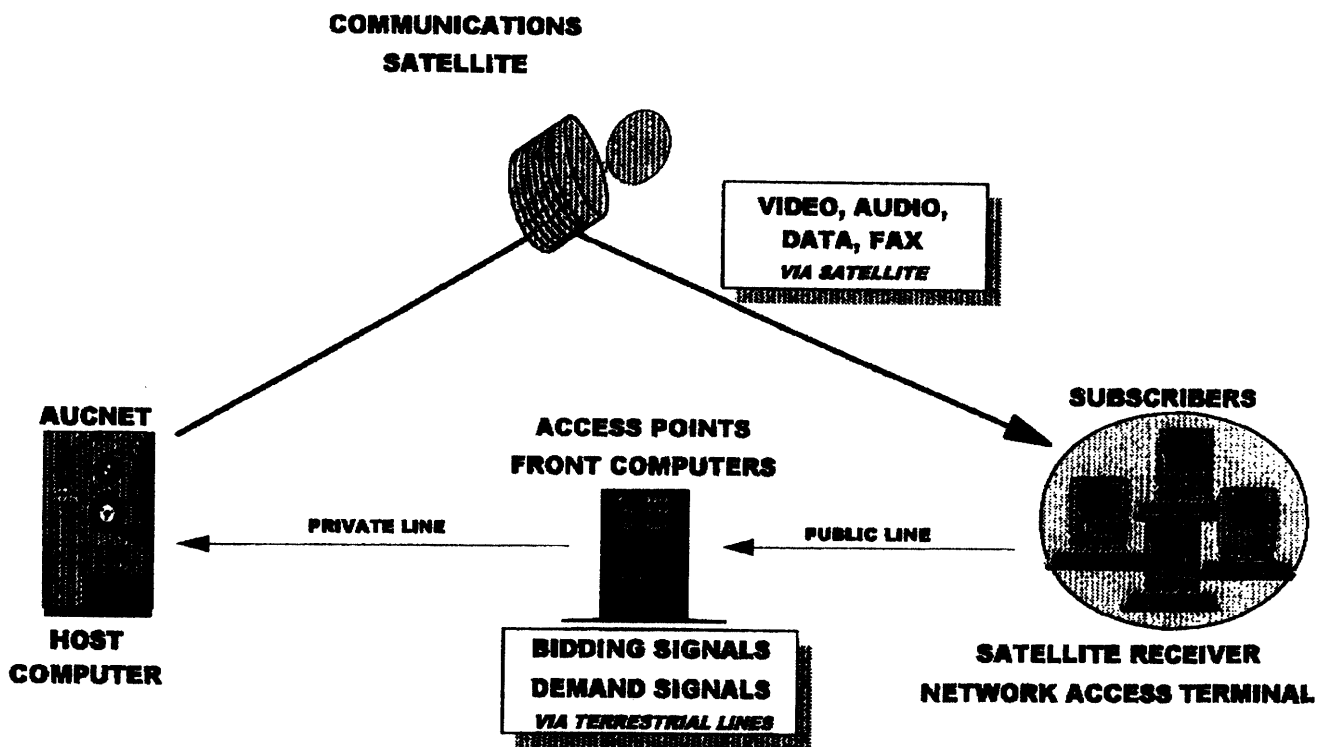 COMMUNICATIONS
SATELLITE
VIDEO, AUDIO,
DATA, FAX
VIA SATELLITE
AUCNET
ACCESS POINTS
FRONT COMPUTERS
SUBSCRIBERS
PRIVATE LINE
PUBLIC LINE
HOST
COMPUTER
BIDDING SIGNALS
DEMAND SIGNALS
VIA TERRESTRIAL LINES
SATELLITE RECEIVER
NETWORK ACCESS TERMINAL